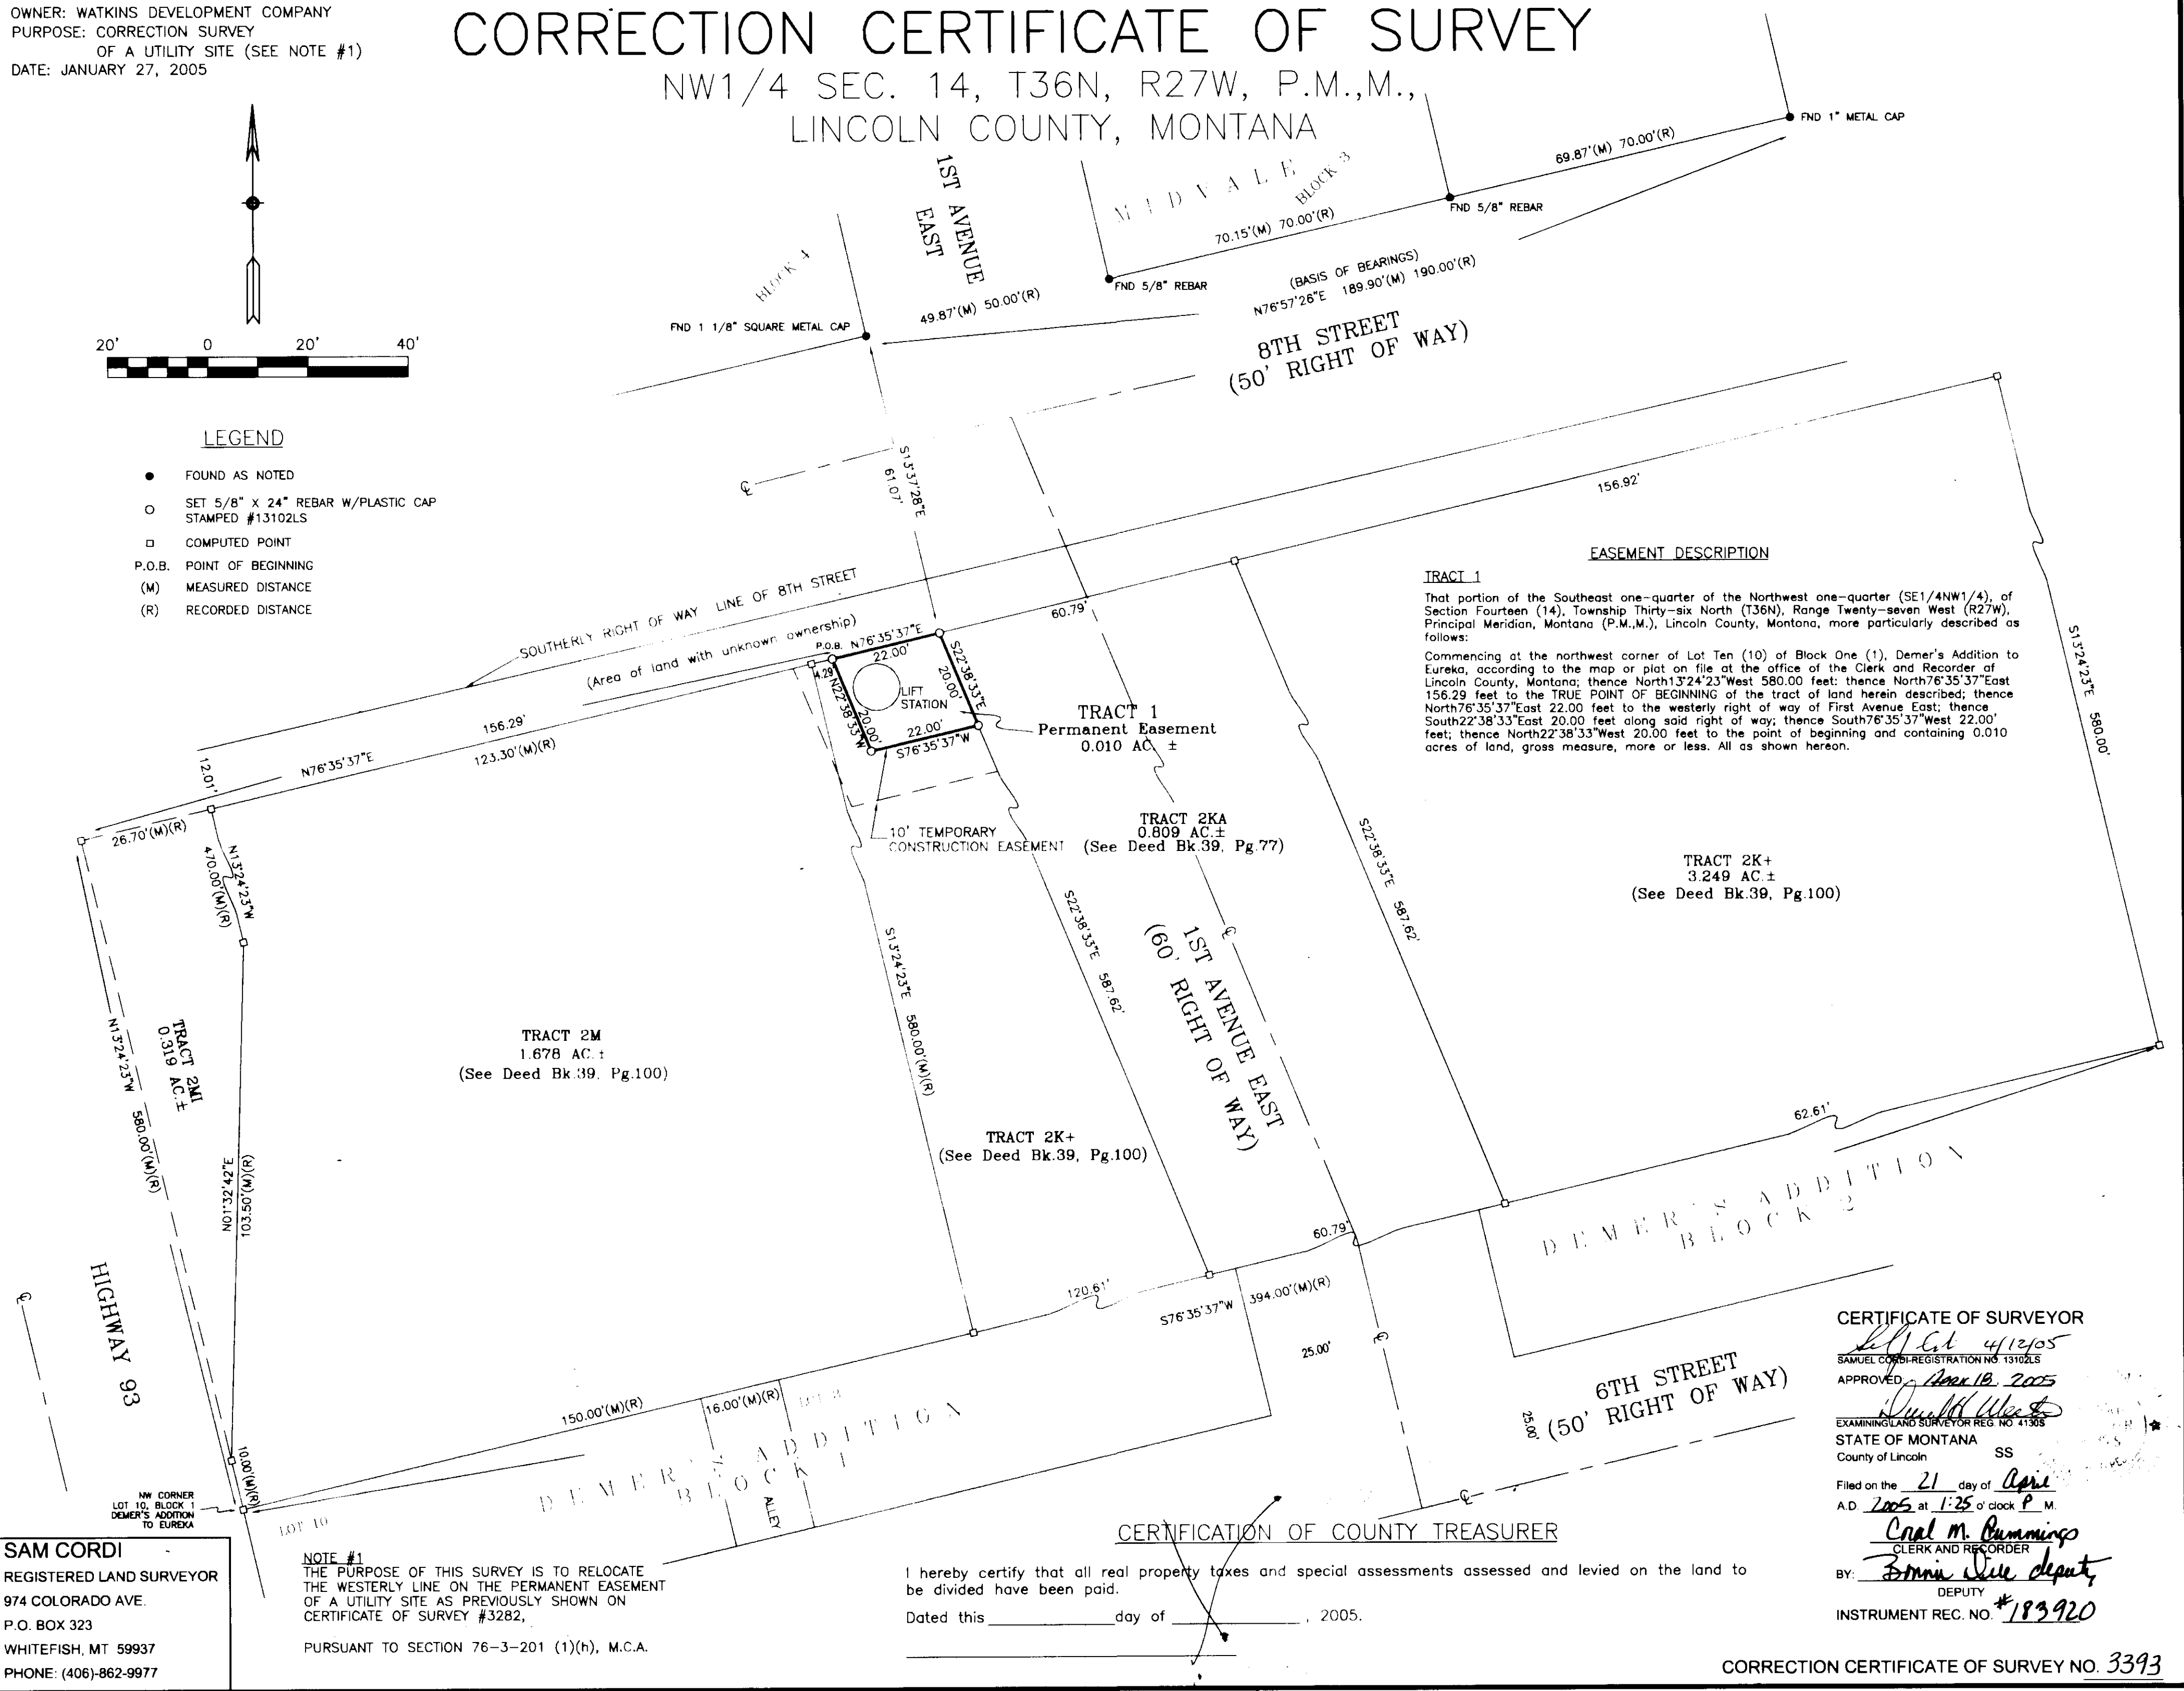 OWNER: WATKINS DEVELOPMENT COMPANY
PURPOSE: CORRECTION SURVEY
OF A UTILITY SITE (SEE NOTE #1)
DATE: JANUARY 27, 2005
CORRECTION CERTIFICATE OF SURVEY
NW1/4 SEC. 14, T36N, R27W, P.M.,M.,
LINCOLN COUNTY, MONTANA
20' 0 20' 40'
LEGEND
FOUND AS NOTED
SET 5/8" X 24" REBAR W/PLASTIC CAP
STAMPED #13102LS
COMPUTED POINT
P.O.B. POINT OF BEGINNING
(M) MEASURED DISTANCE
(R) RECORDED DISTANCE
FND 1" METAL CAP
69.87'(M) 70.00'(R)
FND 5/8" REBAR
MIDVALE
BLOCK 3
70.15'(M) 70.00'(R)
FND 5/8" REBAR
1ST AVENUE
EAST
BLOCK 4
49.87'(M) 50.00'(R)
FND 1 1/8" SQUARE METAL CAP
(BASIS OF BEARINGS)
N76°57'26"E 189.90'(M) 190.00'(R)
8TH STREET
(50' RIGHT OF WAY)
S13°37'28"E
61.07'
156.92'
SOUTHERLY RIGHT OF WAY LINE OF 8TH STREET
(Area of land with unknown ownership)
P.O.B. N76°35'37"E
22.00'
60.79'
4.29'
N22°38'33"W
20.00'
S22°38'33"E
20.00'
LIFT
STATION
22.00'
S76°35'37"W
TRACT 1
Permanent Easement
0.010 AC. ±
156.29'
N76°35'37"E
123.30'(M)(R)
12.01'
26.70'(M)(R)
N13°24'23"W
470.00'(M)(R)
10' TEMPORARY
CONSTRUCTION EASEMENT
TRACT 2KA
0.809 AC.±
(See Deed Bk.39, Pg.77)
EASEMENT DESCRIPTION
TRACT 1
That portion of the Southeast one-quarter of the Northwest one-quarter (SE1/4NW1/4), of
Section Fourteen (14), Township Thirty-six North (T36N), Range Twenty-seven West (R27W),
Principal Meridian, Montana (P.M.,M.), Lincoln County, Montana, more particularly described as
follows:
Commencing at the northwest corner of Lot Ten (10) of Block One (1), Demer's Addition to
Eureka, according to the map or plat on file at the office of the Clerk and Recorder of
Lincoln County, Montana; thence North13°24'23"West 580.00 feet: thence North76°35'37"East
156.29 feet to the TRUE POINT OF BEGINNING of the tract of land herein described; thence
North76°35'37"East 22.00 feet to the westerly right of way of First Avenue East; thence
South22°38'33"East 20.00 feet along said right of way; thence South76°35'37"West 22.00'
feet; thence North22°38'33"West 20.00 feet to the point of beginning and containing 0.010
acres of land, gross measure, more or less. All as shown hereon.
S13°24'23"E 580.00'
TRACT 2K+
3.249 AC.±
(See Deed Bk.39, Pg.100)
S22°38'33"E 587.62'
S22°38'33"E 587.62'
1ST AVENUE EAST
(60' RIGHT OF WAY)
S13°24'23"E 580.00'(M)(R)
TRACT 2M
1.678 AC.±
(See Deed Bk.39, Pg.100)
TRACT 2MI
0.319 AC.±
N13°24'23"W 580.00'(M)(R)
N01°32'42"E
103.50'(M)(R)
TRACT 2K+
(See Deed Bk.39, Pg.100)
62.61'
DEMER'S ADDITION
BLOCK 2
60.79'
120.61'
S76°35'37"W 394.00'(M)(R)
25.00'
6TH STREET
(50' RIGHT OF WAY)
25.00'
HIGHWAY 93
150.00'(M)(R)
16.00'(M)(R)
DEMER'S ADDITION
BLOCK 1
ALLEY
10.00'(M)(R)
NW CORNER
LOT 10, BLOCK 1
DEMER'S ADDITION
TO EUREKA
LOT 10
SAM CORDI
REGISTERED LAND SURVEYOR
974 COLORADO AVE.
P.O. BOX 323
WHITEFISH, MT 59937
PHONE: (406)-862-9977
NOTE #1
THE PURPOSE OF THIS SURVEY IS TO RELOCATE
THE WESTERLY LINE ON THE PERMANENT EASEMENT
OF A UTILITY SITE AS PREVIOUSLY SHOWN ON
CERTIFICATE OF SURVEY #3282,
PURSUANT TO SECTION 76-3-201 (1)(h), M.C.A.
CERTIFICATION OF COUNTY TREASURER
I hereby certify that all real property taxes and special assessments assessed and levied on the land to
be divided have been paid.
Dated this day of , 2005.
CERTIFICATE OF SURVEYOR
4/12/05
SAMUEL CORDI-REGISTRATION NO. 13102LS
APPROVED 18, 2005
EXAMINING LAND SURVEYOR REG. NO 4130S
STATE OF MONTANA
SS
County of Lincoln
Filed on the 21 day of April
A.D. 2005 at 1:25 o'clock P M.
Coral M. Cummings
CLERK AND RECORDER
BY: Bonnie deputy
DEPUTY
INSTRUMENT REC. NO. #183920
CORRECTION CERTIFICATE OF SURVEY NO. 3393